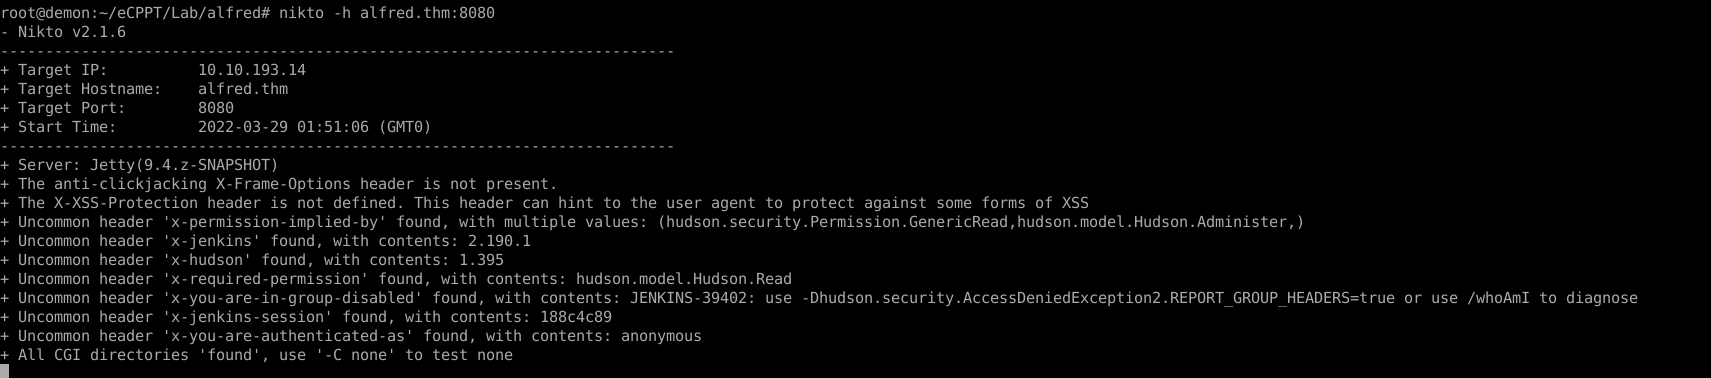 root@demon:~/eCPPT/Lab/alfred# nikto -h alfred.thm:8080
- Nikto v2.1.6
---------------------------------------------------------------------------
+ Target IP:          10.10.193.14
+ Target Hostname:    alfred.thm
+ Target Port:        8080
+ Start Time:         2022-03-29 01:51:06 (GMT0)
---------------------------------------------------------------------------
+ Server: Jetty(9.4.z-SNAPSHOT)
+ The anti-clickjacking X-Frame-Options header is not present.
+ The X-XSS-Protection header is not defined. This header can hint to the user agent to protect against some forms of XSS
+ Uncommon header 'x-permission-implied-by' found, with multiple values: (hudson.security.Permission.GenericRead,hudson.model.Hudson.Administer,)
+ Uncommon header 'x-jenkins' found, with contents: 2.190.1
+ Uncommon header 'x-hudson' found, with contents: 1.395
+ Uncommon header 'x-required-permission' found, with contents: hudson.model.Hudson.Read
+ Uncommon header 'x-you-are-in-group-disabled' found, with contents: JENKINS-39402: use -Dhudson.security.AccessDeniedException2.REPORT_GROUP_HEADERS=true or use /whoAmI to diagnose
+ Uncommon header 'x-jenkins-session' found, with contents: 188c4c89
+ Uncommon header 'x-you-are-authenticated-as' found, with contents: anonymous
+ All CGI directories 'found', use '-C none' to test none